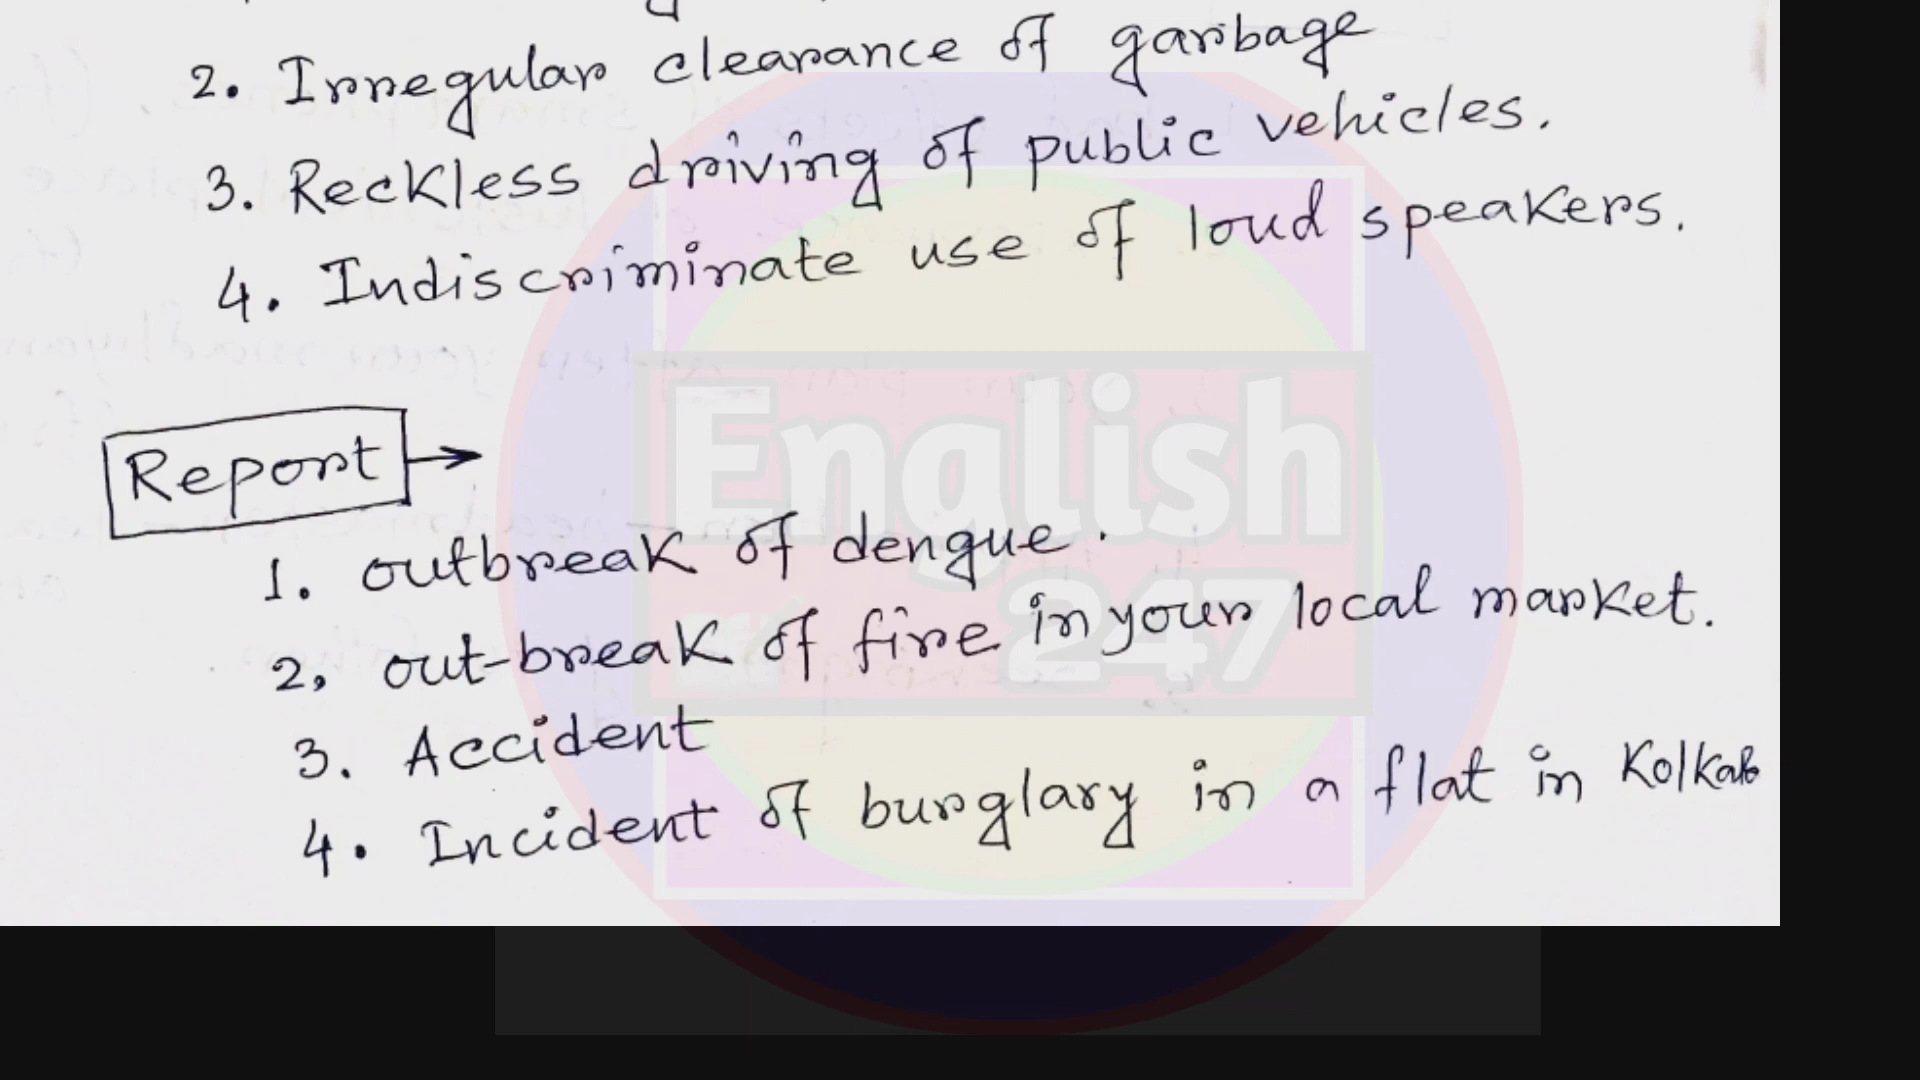 2. Irregular clearance of garbage
3. Reckless driving of public vehicles.
4. Indiscriminate use of loud speakers.
Report →
1. outbreak of dengue.
2, out-break of fire in your local market.
3. Accident
4. Incident of burglary in a flat in
English
247